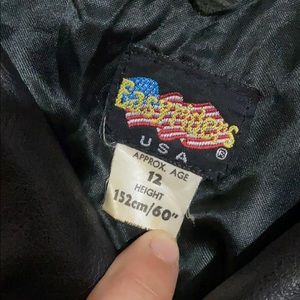 Easyriders
USA
®
APPROX. AGE
12
HEIGHT
152cm/60"